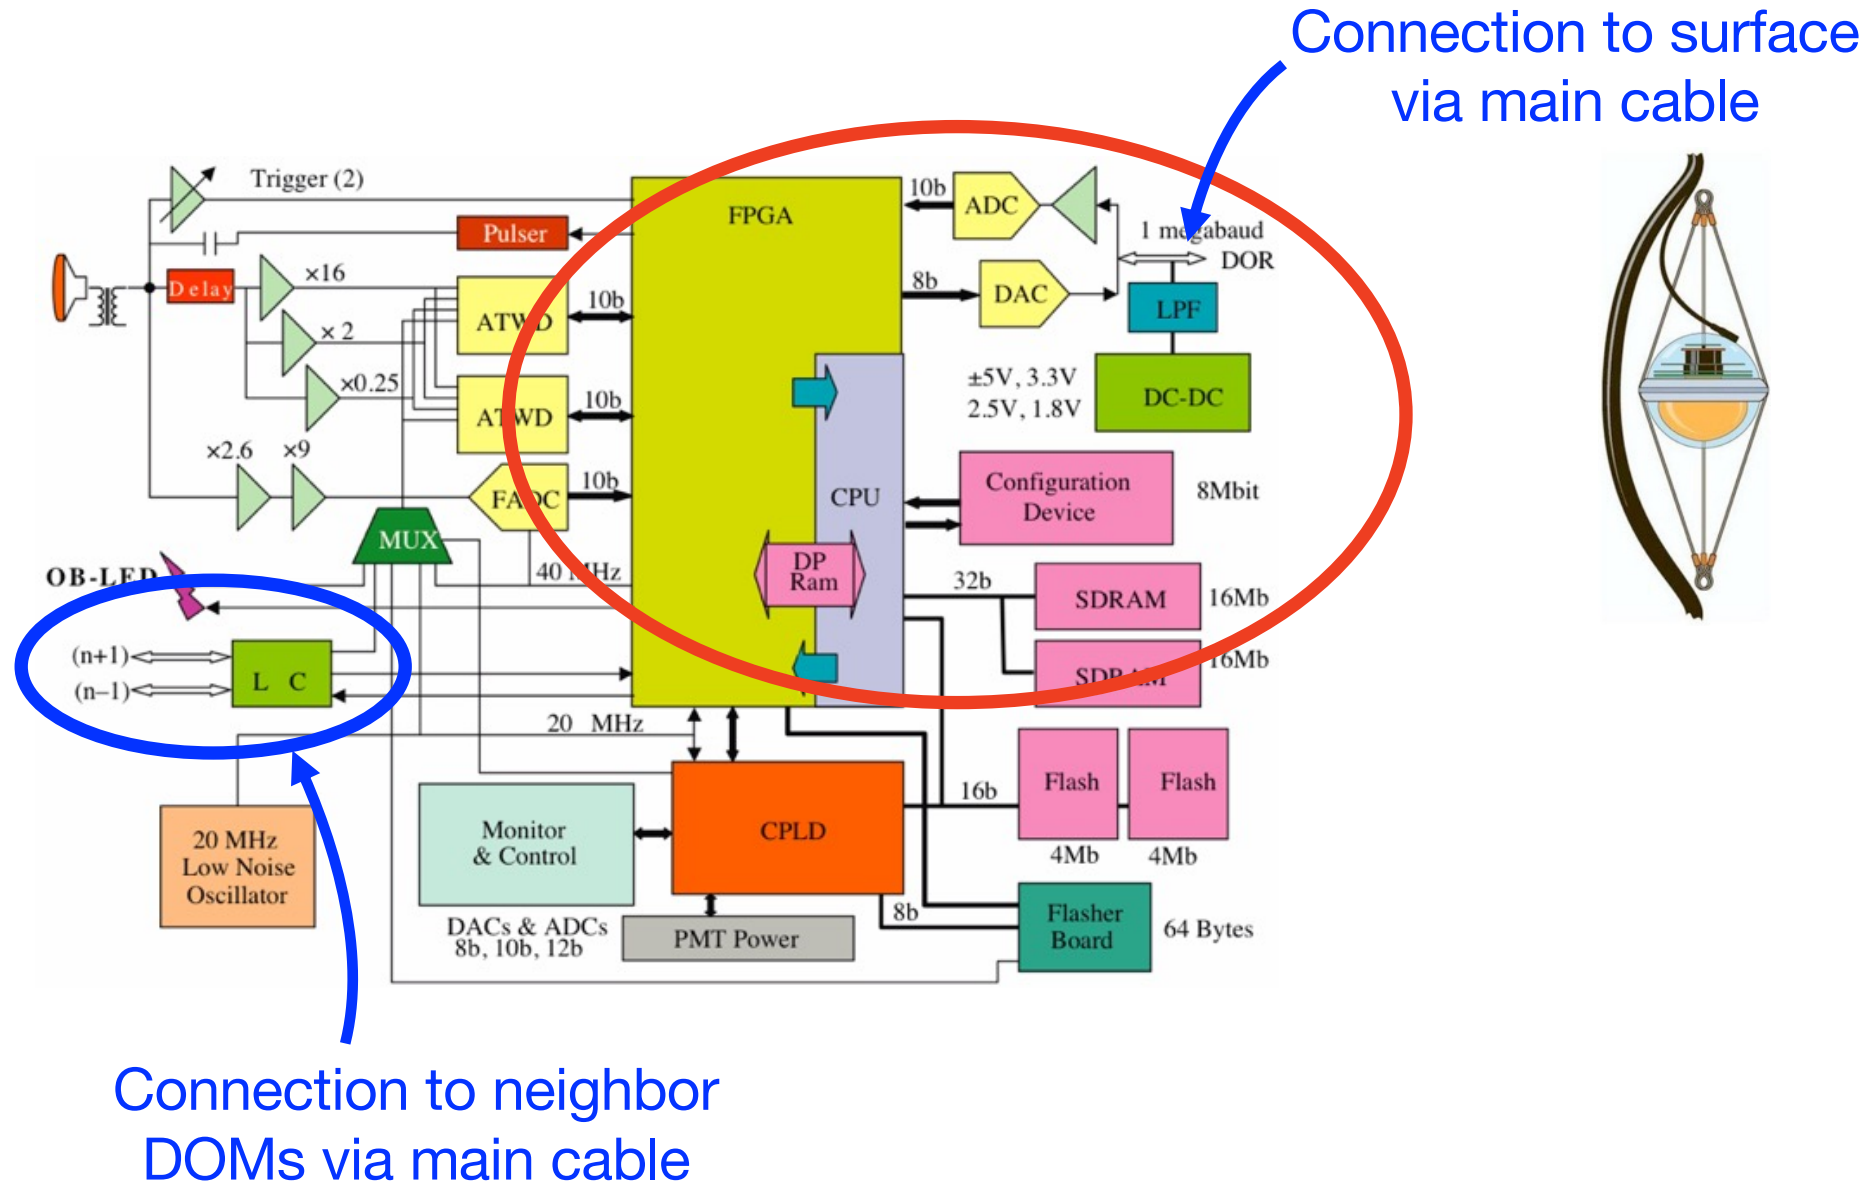 Connection to surface
via main cable
Trigger (2)
FPGA
10b
ADC
1 megabaud
DOR
Pulser
Delay
×16
× 2
×0.25
ATWD
10b
8b
DAC
LPF
±5V, 3.3V
2.5V, 1.8V
DC-DC
ATWD
10b
×2.6
×9
FADC
10b
CPU
Configuration
Device
8Mbit
MUX
OB-LED
40 MHz
DP
Ram
32b
SDRAM
16Mb
(n+1)
(n–1)
L C
SDRAM
16Mb
20 MHz
20 MHz
Low Noise
Oscillator
Monitor
& Control
CPLD
16b
Flash
Flash
4Mb
4Mb
DACs & ADCs
8b, 10b, 12b
PMT Power
8b
Flasher
Board
64 Bytes
Connection to neighbor
DOMs via main cable